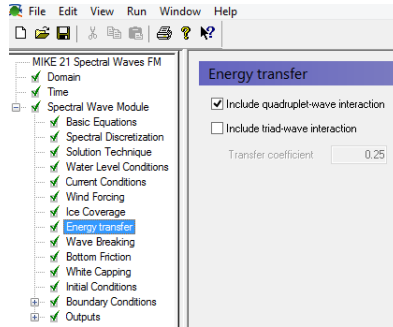 File Edit View Run Window Help
MIKE 21 Spectral Waves FM
Domain
Time
Spectral Wave Module
Basic Equations
Spectral Discretization
Solution Technique
Water Level Conditions
Current Conditions
Wind Forcing
Ice Coverage
Energy transfer
Wave Breaking
Bottom Friction
White Capping
Initial Conditions
Boundary Conditions
Outputs
Energy transfer
Include quadruplet-wave interaction
Include triad-wave interaction
Transfer coefficient 0.25